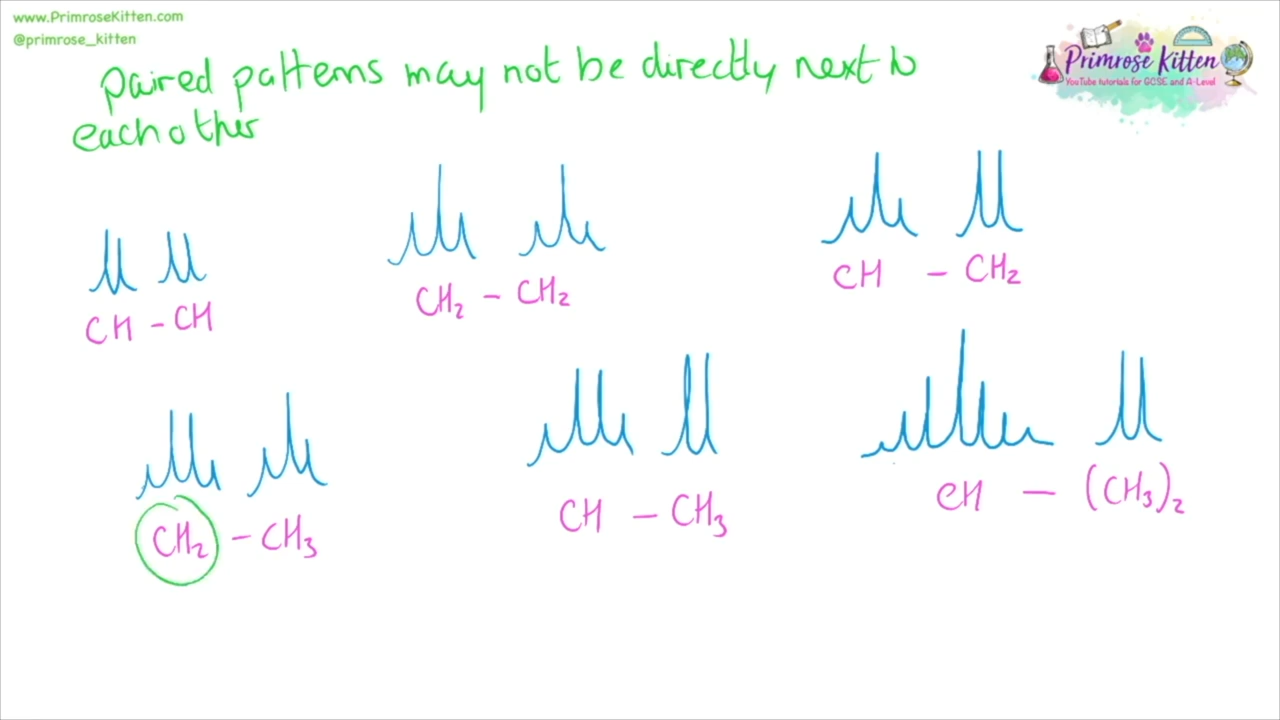 www.PrimroseKitten.com
@primrose_kitten
Primrose Kitten
YouTube tutorials for GCSE and A-Level
Paired patterns may not be directly next to
each other
CH - CH
CH₂ - CH₂
CH - CH₂
CH₂ - CH₃
CH - CH₃
CH - (CH₃)₂